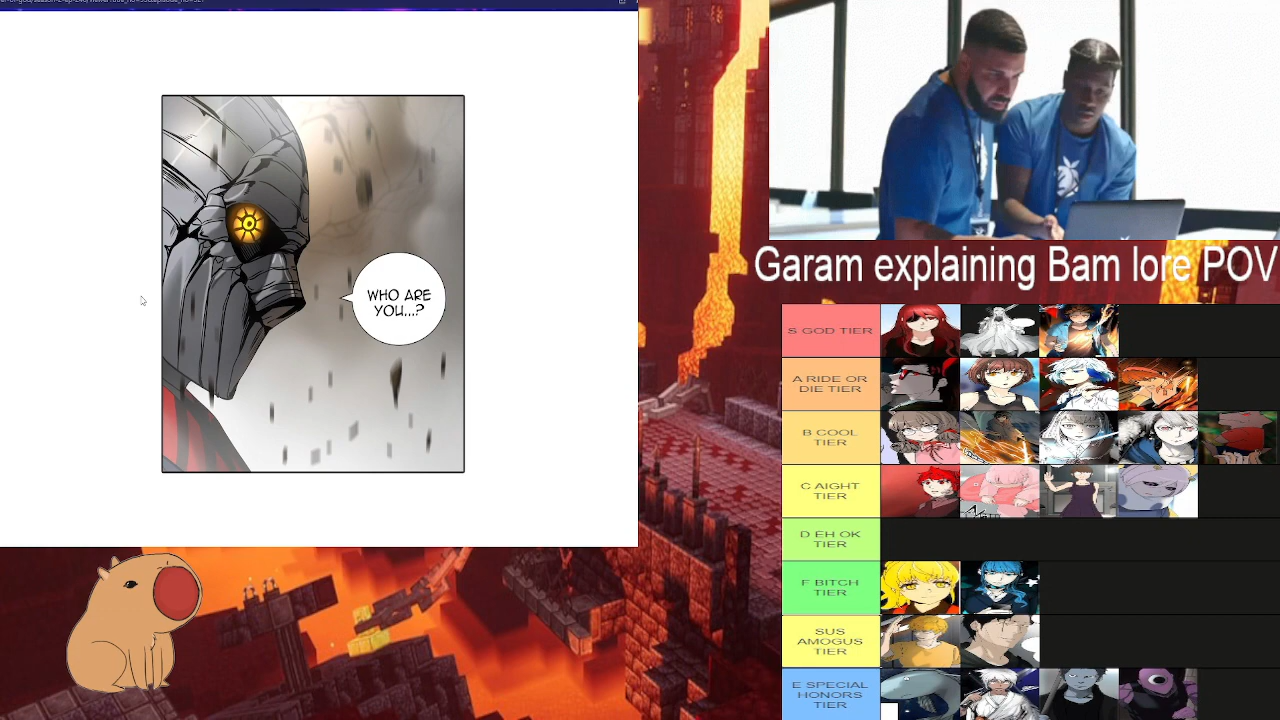 WHO ARE
YOU...?
Garam explaining Bam lore POV
S GOD TIER
A RIDE OR
DIE TIER
B COOL
TIER
C AIGHT
TIER
D EH OK
TIER
F BITCH
TIER
SUS
AMOGUS
TIER
E SPECIAL
HONORS
TIER